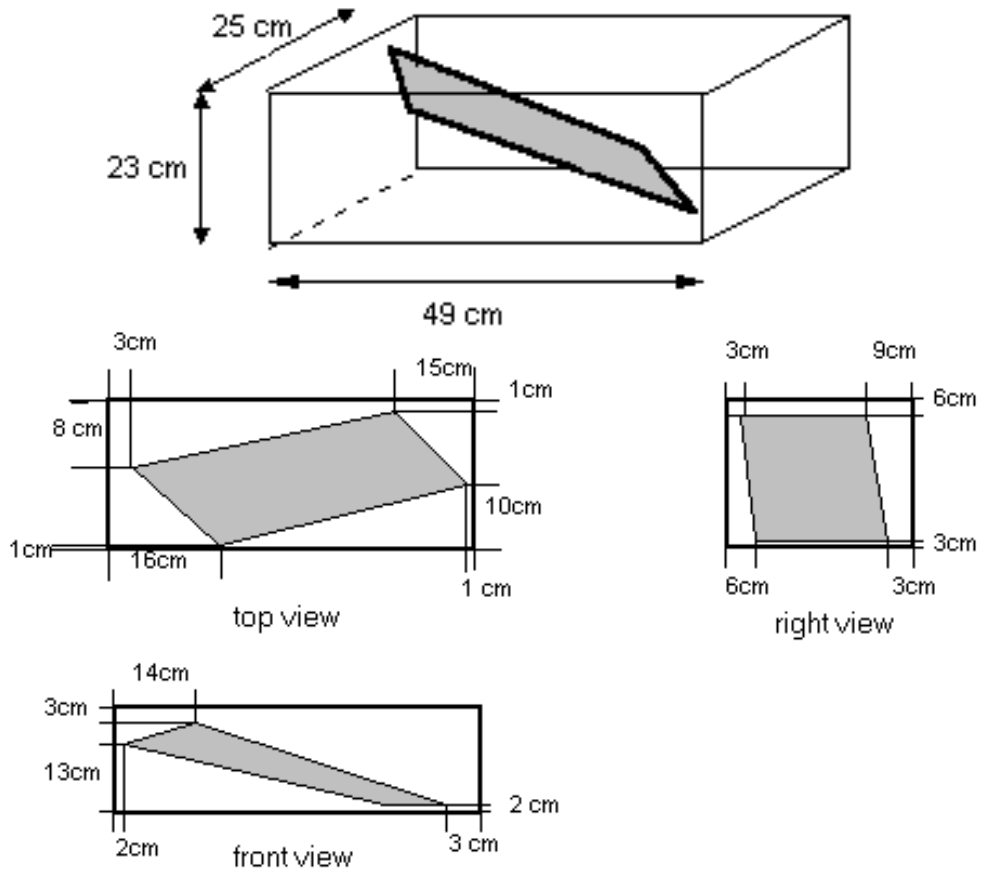 25 cm
23 cm
49 cm
3cm
15cm
1cm
8 cm
10cm
1cm
16cm
1 cm
top view
3cm
9cm
6cm
3cm
6cm
3cm
right view
14cm
3cm
13cm
2 cm
2cm
3 cm
front view